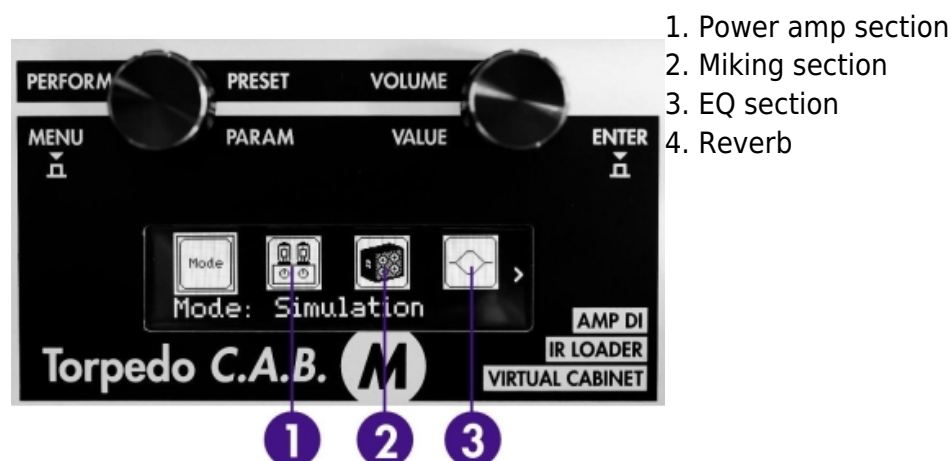 1. Power amp section
2. Miking section
3. EQ section
4. Reverb
PERFORM PRESET VOLUME
MENU PARAM VALUE ENTER
Mode
Mode: Simulation
AMP DI
IR LOADER
VIRTUAL CABINET
Torpedo C.A.B. M
1 2 3